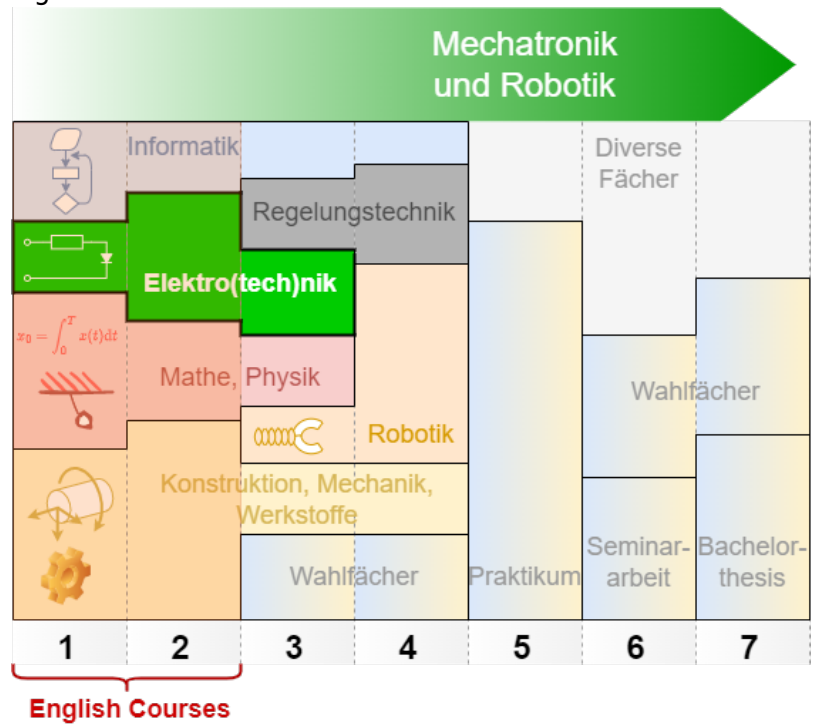 Mechatronik
und Robotik
Informatik
Diverse
Fächer
Regelungstechnik
Elektro(tech)nik
x₀ = ∫₀ᵀ x(t)dt
Mathe, Physik
Wahlfächer
Robotik
Konstruktion, Mechanik,
Werkstoffe
Wahlfächer
Praktikum
Seminar-
arbeit
Bachelor-
thesis
1 2 3 4 5 6 7
English Courses